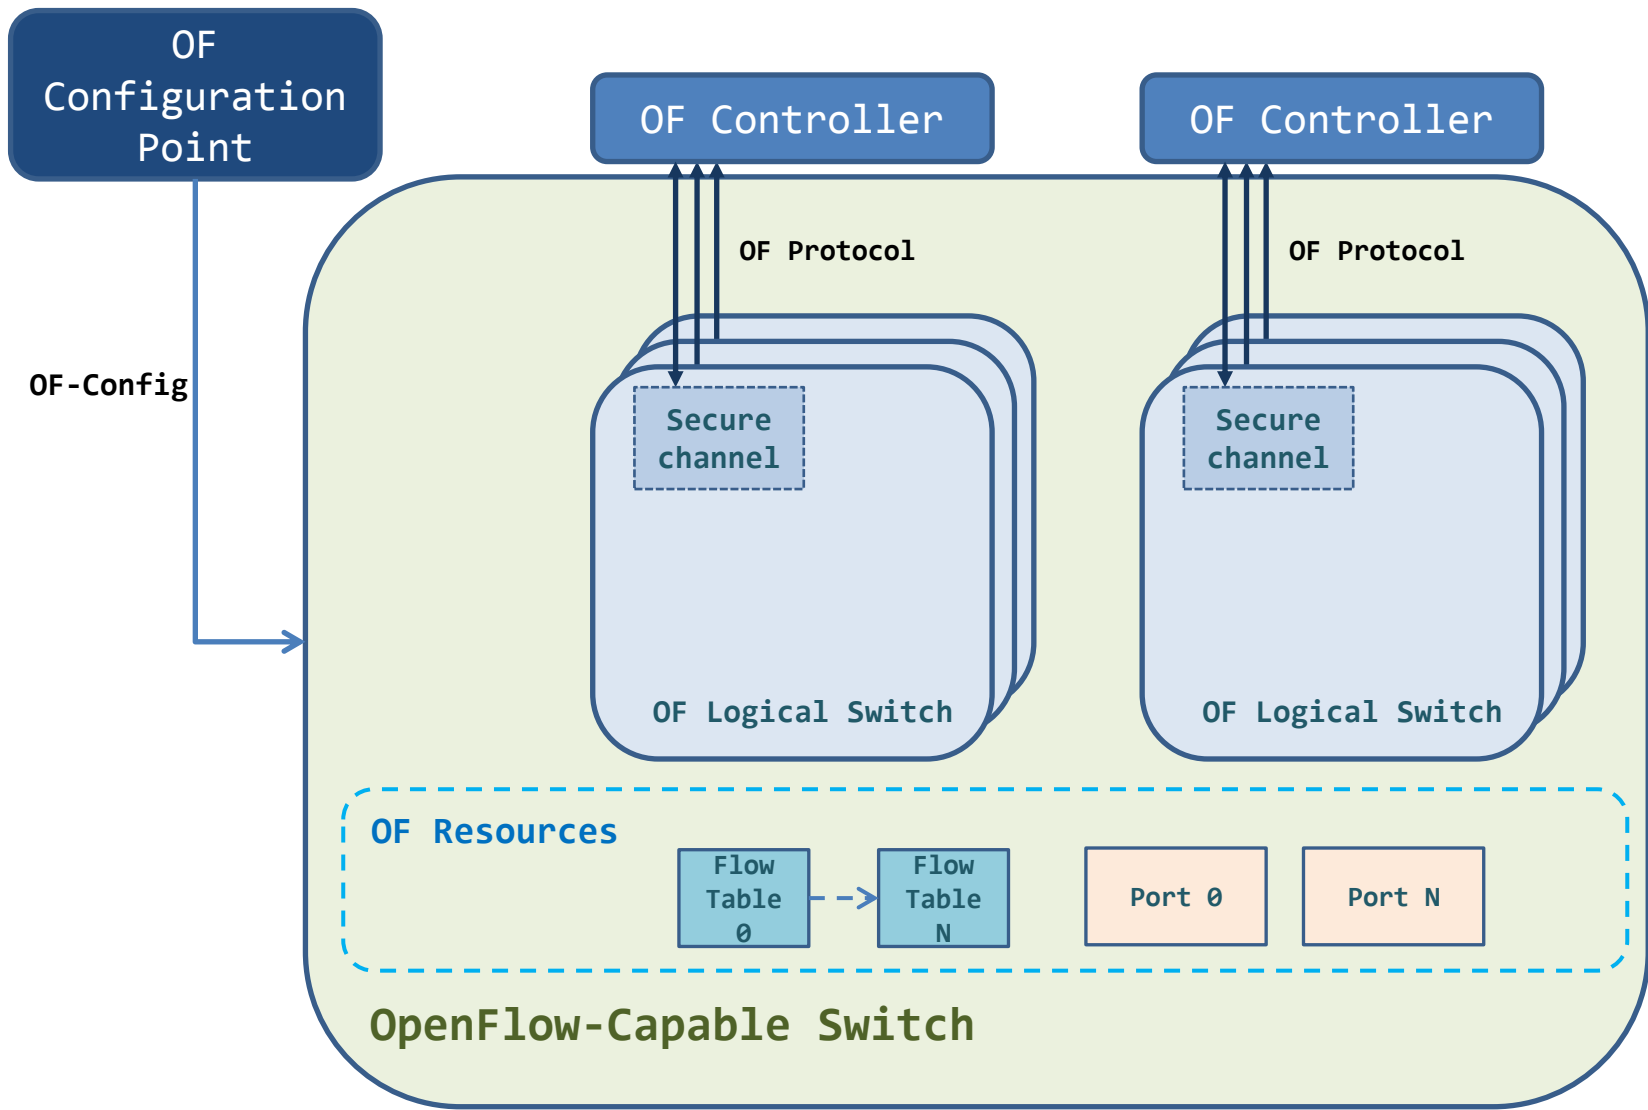 OF
Configuration
Point
OF Controller
OF Controller
OF Protocol
OF Protocol
OF-Config
Secure
channel
Secure
channel
OF Logical Switch
OF Logical Switch
OF Resources
Flow
Table
0
Flow
Table
N
Port 0
Port N
OpenFlow-Capable Switch